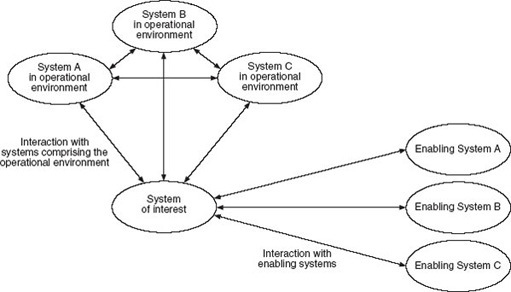 System B
in operational
environment
System A
in operational
environment
System C
in operational
environment
Interaction with
systems comprising the
operational environment
Enabling System A
System
of interest
Enabling System B
Interaction with
enabling systems
Enabling System C